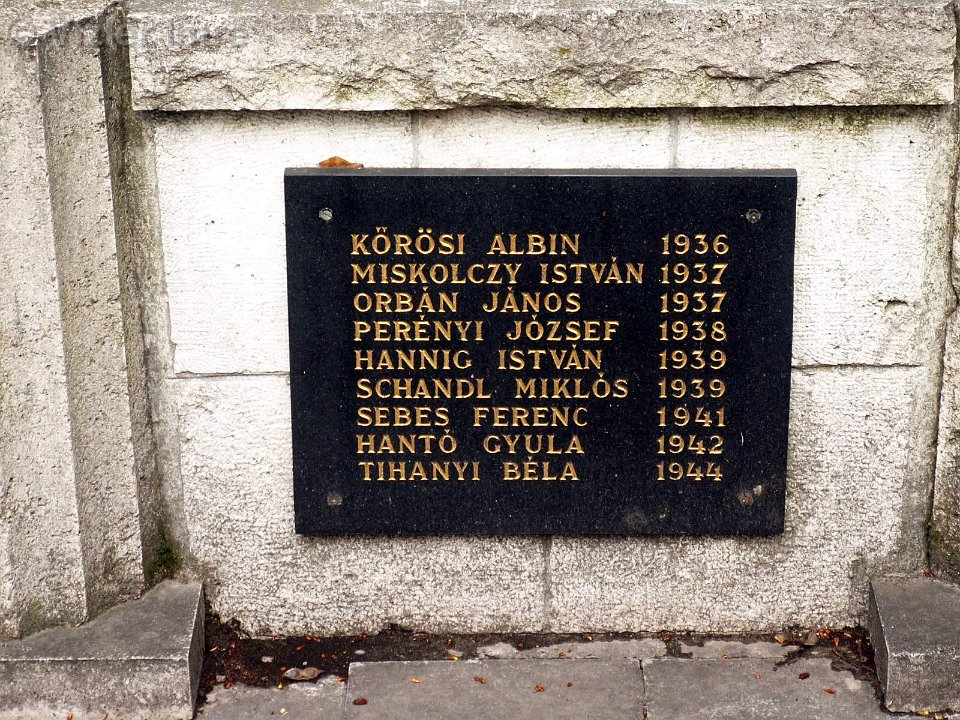 KŐRÖSI ALBIN 1936
MISKOLCZY ISTVÁN 1937
ORBÁN JÁNOS 1937
PERÉNYI JÓZSEF 1938
HANNIG ISTVÁN 1939
SCHANDL MIKLÓS 1939
SEBES FERENC 1941
HANTÓ GYULA 1942
TIHANYI BÉLA 1944